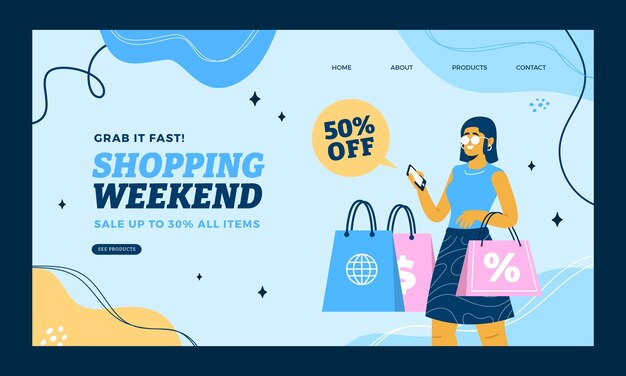 HOME ABOUT PRODUCTS CONTACT
GRAB IT FAST!
SHOPPING
WEEKEND
SALE UP TO 30% ALL ITEMS
SEE PRODUCTS
50%
OFF
$
%